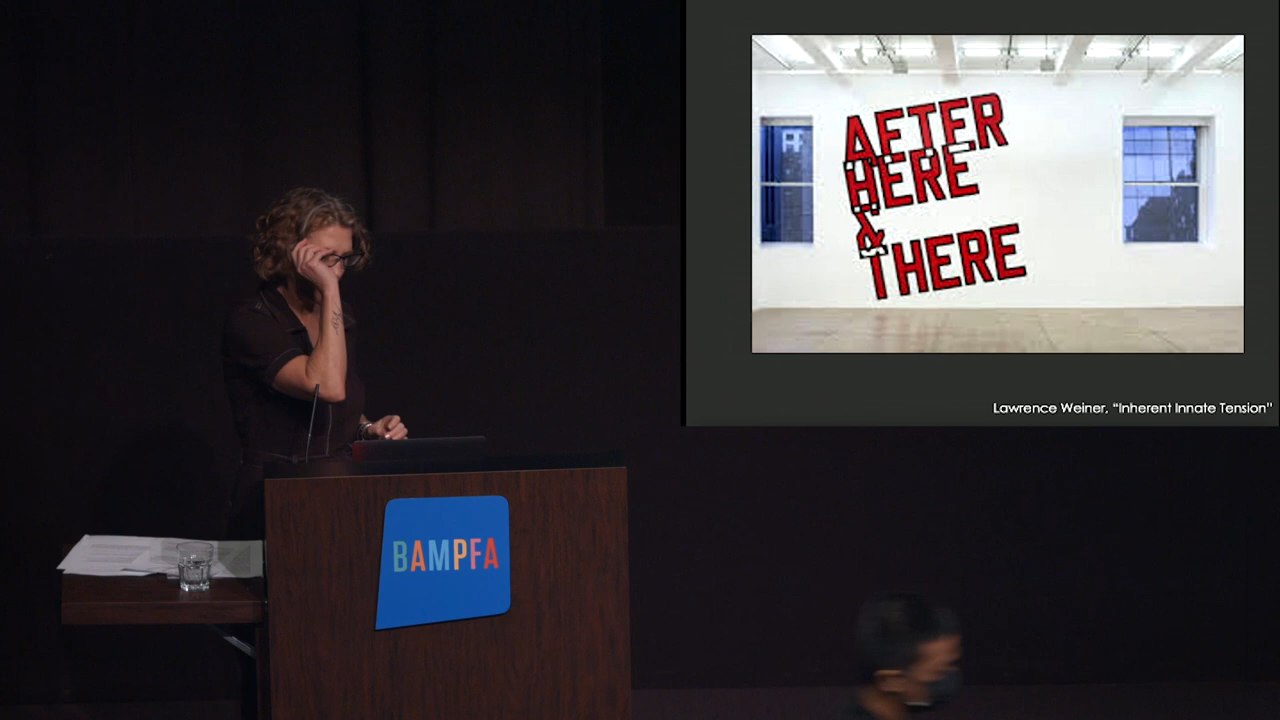 AFTER
HERE
&
THERE
Lawrence Weiner, "Inherent Innate Tension"
BAMPFA